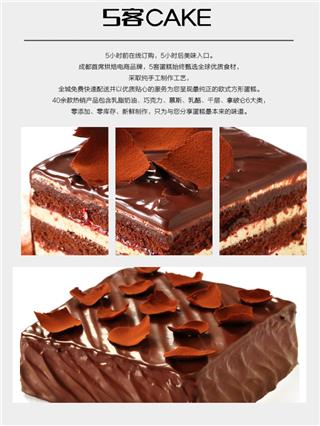 5客CAKE
5小时前在线订购，5小时后美味入口。
成都首席烘焙电商品牌，5客蛋糕始终甄选全球优质食材，
采取纯手工制作工艺，
全城免费快速配送并以优质贴心的服务为您呈现最纯正的欧式方形蛋糕。
40余款热销产品包含乳脂奶油、巧克力、慕斯、乳酪、千层、拿破仑6大类，
零添加、零库存、新鲜制作，只为与您分享蛋糕最本来的味道。